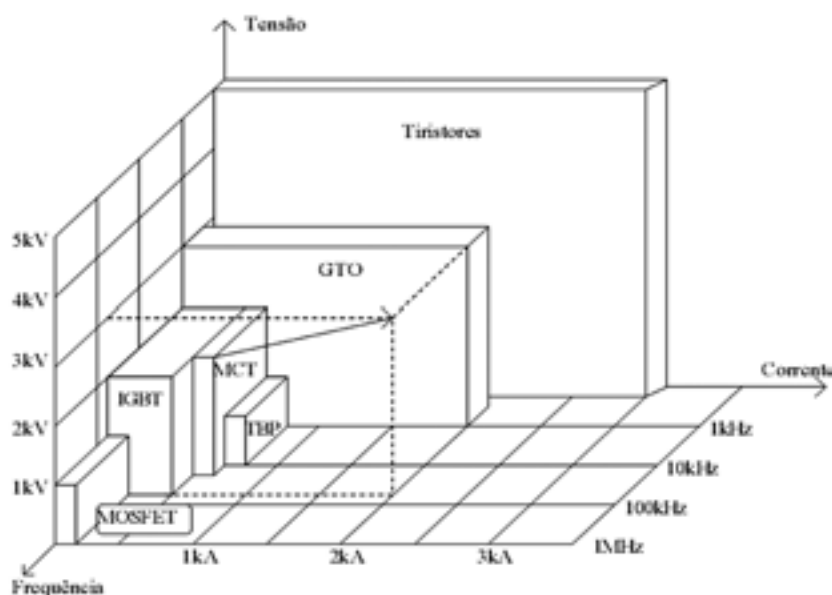 Tensão
Tiristores
5kV
GTO
4kV
3kV
MCT
IGBT
Corrente
2kV
TBP
1kHz
10kHz
1kV
100kHz
MOSFET
1MHz
1kA
2kA
3kA
Frequência